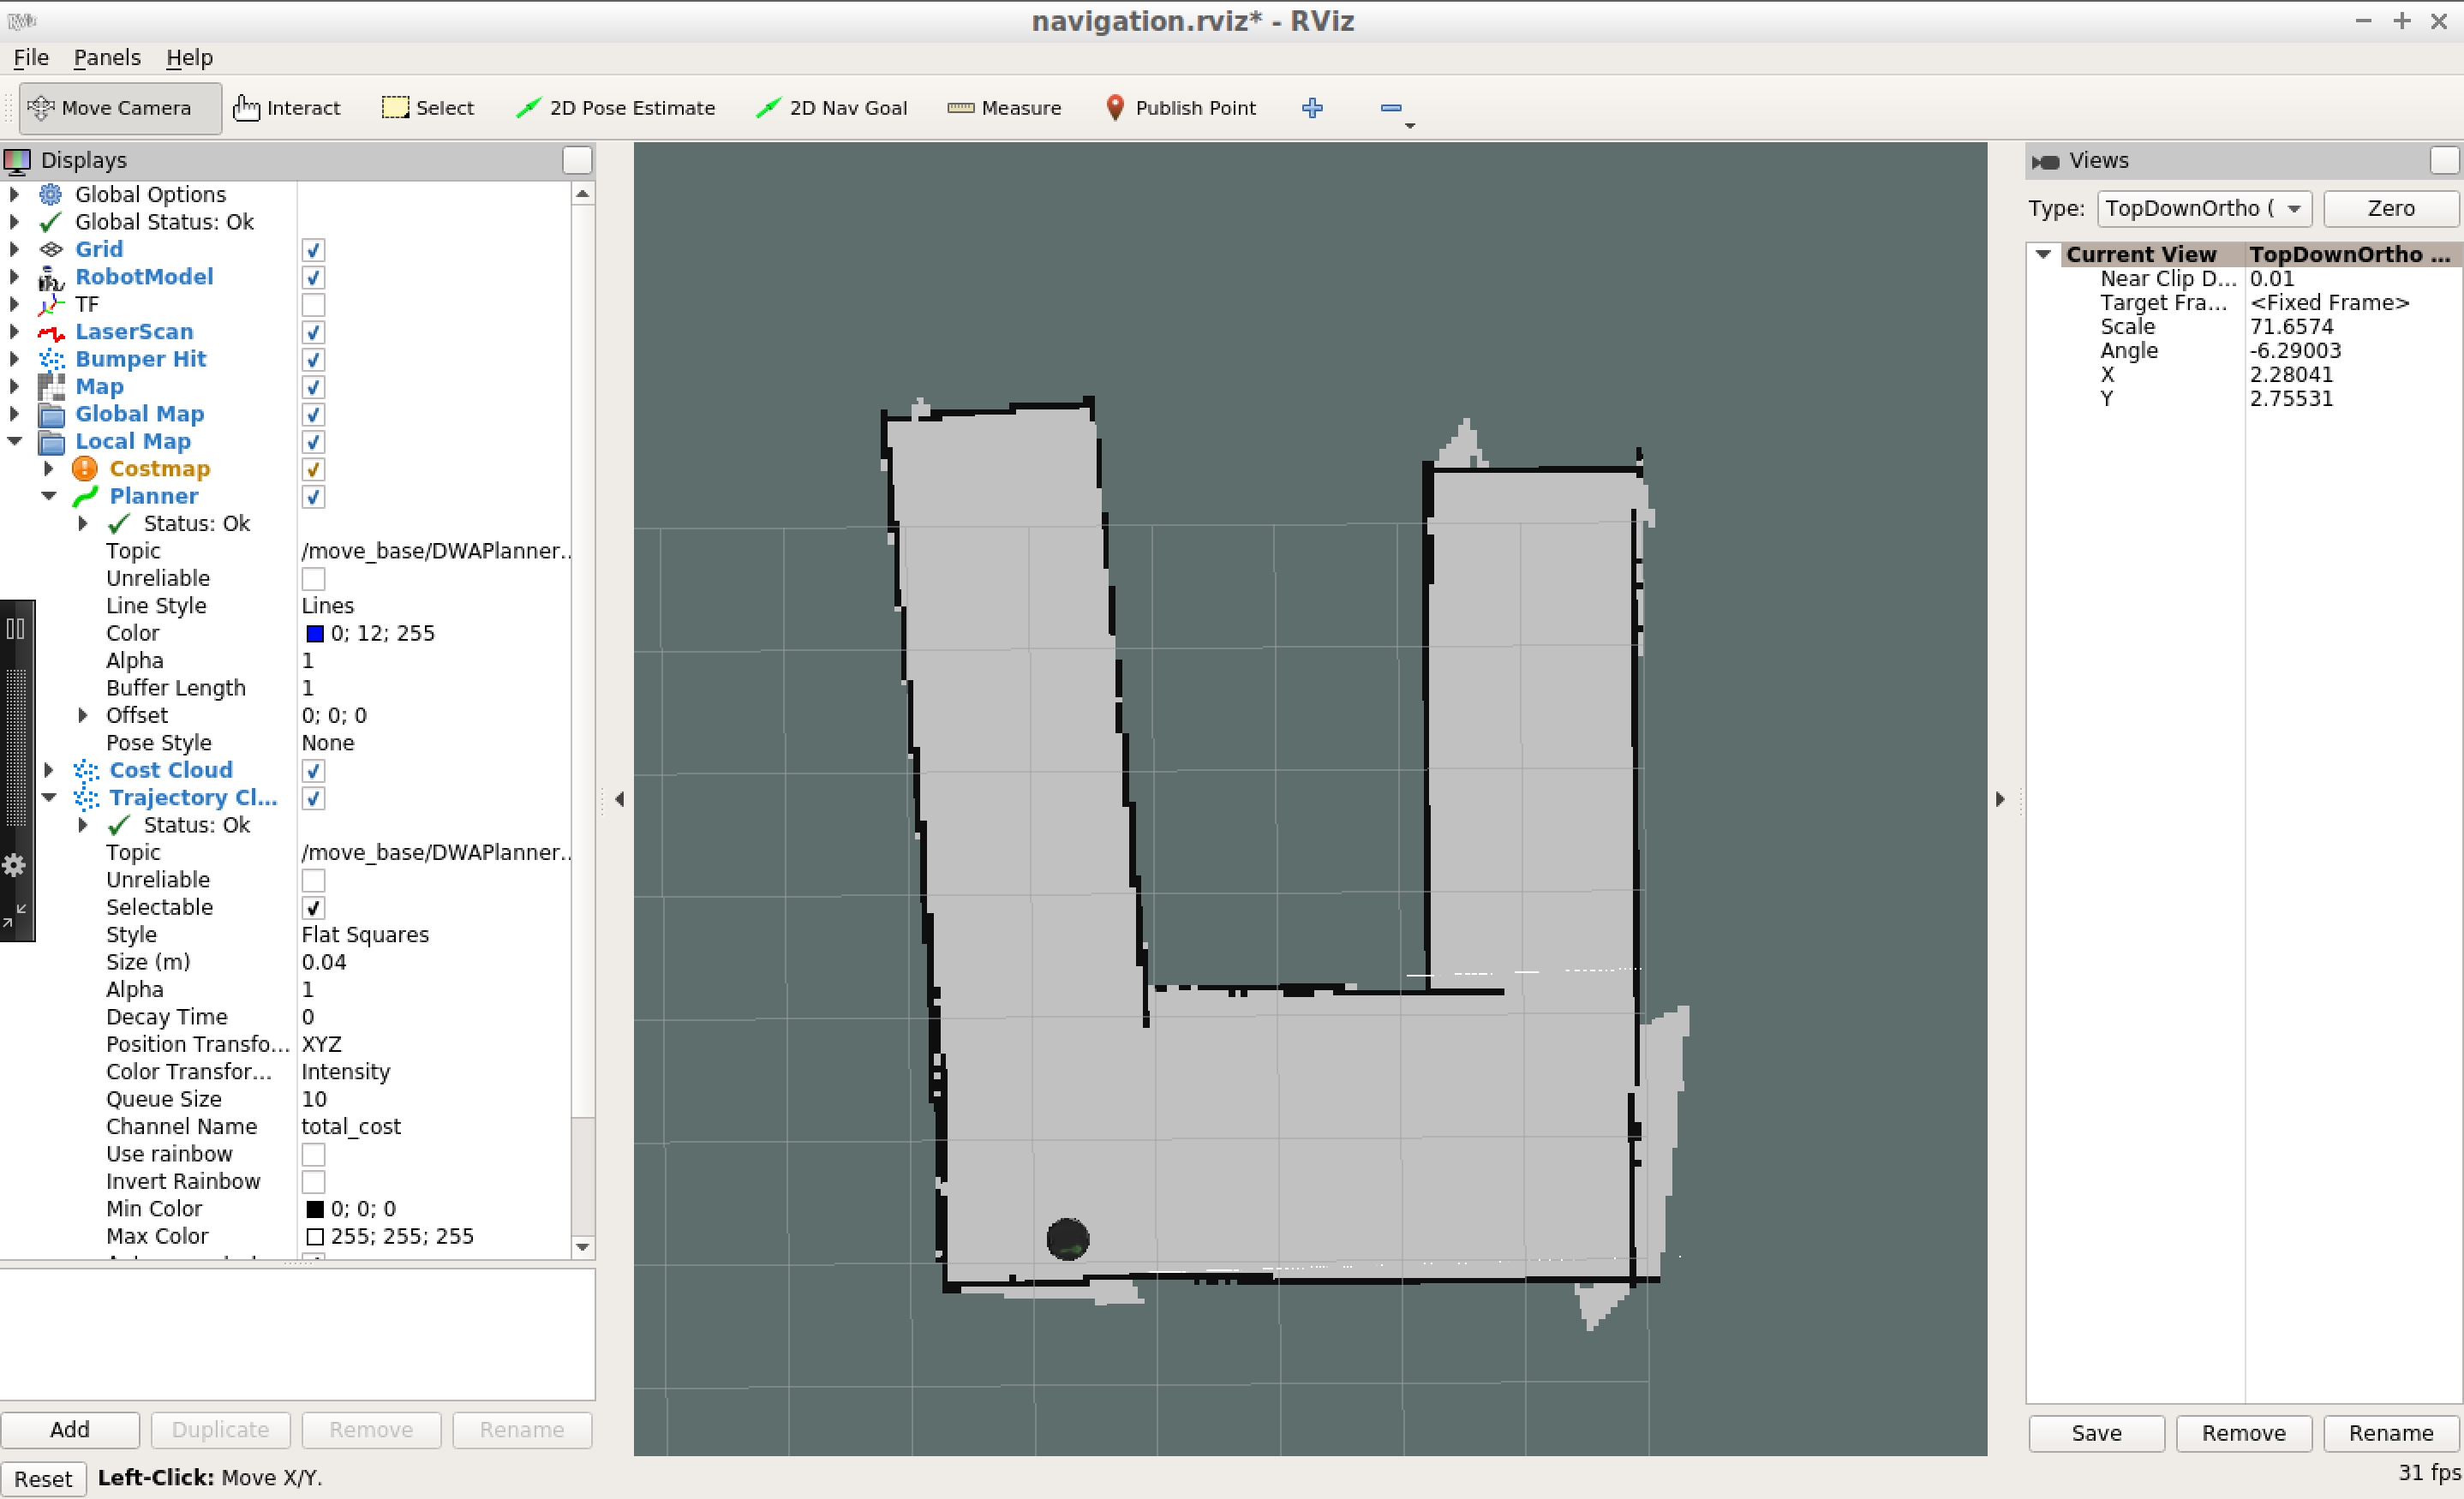 navigation.rviz* - RViz
File Panels Help
Move Camera Interact Select 2D Pose Estimate 2D Nav Goal Measure Publish Point
Displays
Global Options
Global Status: Ok
Grid
RobotModel
TF
LaserScan
Bumper Hit
Map
Global Map
Local Map
Costmap
Planner
Status: Ok
Topic /move_base/DWAPlanner..
Unreliable
Line Style Lines
Color 0; 12; 255
Alpha 1
Buffer Length 1
Offset 0; 0; 0
Pose Style None
Cost Cloud
Trajectory Cl...
Status: Ok
Topic /move_base/DWAPlanner..
Unreliable
Selectable
Style Flat Squares
Size (m) 0.04
Alpha 1
Decay Time 0
Position Transfo... XYZ
Color Transfor... Intensity
Queue Size 10
Channel Name total_cost
Use rainbow
Invert Rainbow
Min Color 0; 0; 0
Max Color 255; 255; 255
Add Duplicate Remove Rename
Reset Left-Click: Move X/Y.
Views
Type: TopDownOrtho ( Zero
Current View TopDownOrtho ...
Near Clip D... 0.01
Target Fra... <Fixed Frame>
Scale 71.6574
Angle -6.29003
X 2.28041
Y 2.75531
Save Remove Rename
31 fps